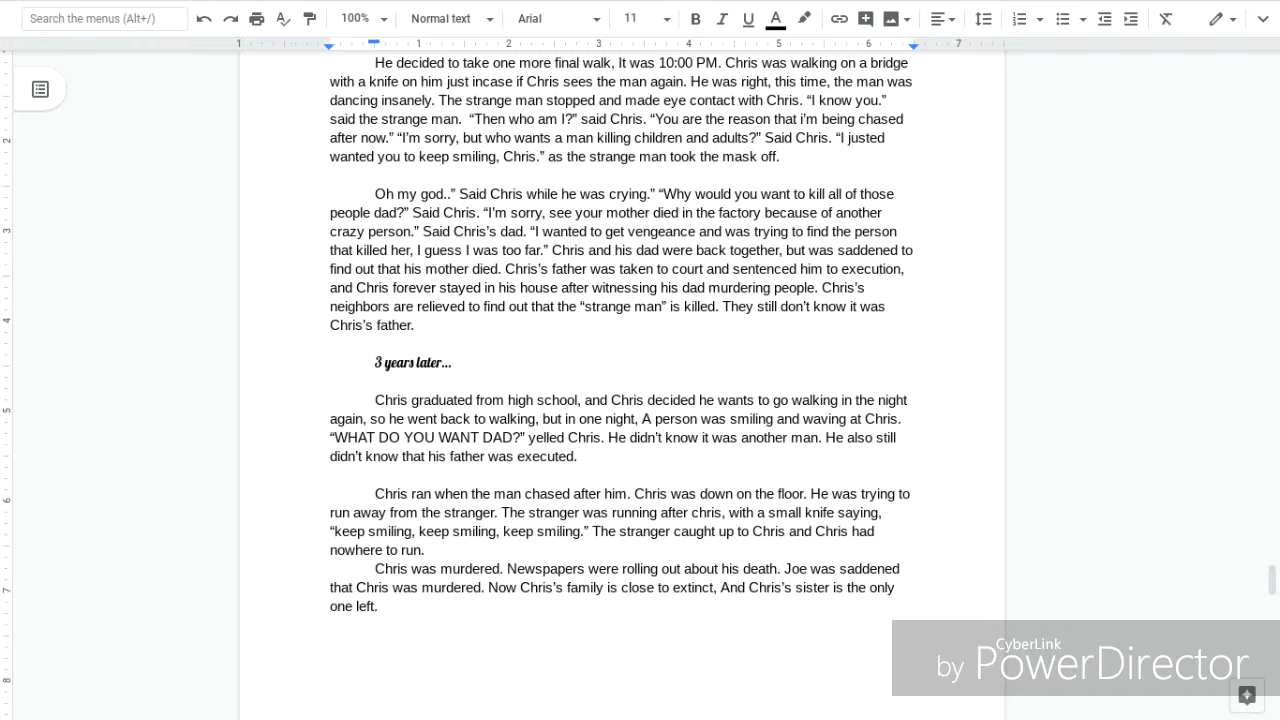 Search the menus (Alt+/) 100% Normal text Arial 11 B I U A
1 1 2 3 4 5 6 7
He decided to take one more final walk, It was 10:00 PM. Chris was walking on a bridge
with a knife on him just incase if Chris sees the man again. He was right, this time, the man was
dancing insanely. The strange man stopped and made eye contact with Chris. “I know you.”
said the strange man.  “Then who am I?” said Chris. “You are the reason that i’m being chased
after now.” “I’m sorry, but who wants a man killing children and adults?” Said Chris. “I justed
wanted you to keep smiling, Chris.” as the strange man took the mask off.
Oh my god..” Said Chris while he was crying.” “Why would you want to kill all of those
people dad?” Said Chris. “I’m sorry, see your mother died in the factory because of another
crazy person.” Said Chris’s dad. “I wanted to get vengeance and was trying to find the person
that killed her, I guess I was too far.” Chris and his dad were back together, but was saddened to
find out that his mother died. Chris’s father was taken to court and sentenced him to execution,
and Chris forever stayed in his house after witnessing his dad murdering people. Chris’s
neighbors are relieved to find out that the “strange man” is killed. They still don’t know it was
Chris’s father.
3 years later...
Chris graduated from high school, and Chris decided he wants to go walking in the night
again, so he went back to walking, but in one night, A person was smiling and waving at Chris.
“WHAT DO YOU WANT DAD?” yelled Chris. He didn’t know it was another man. He also still
didn’t know that his father was executed.
Chris ran when the man chased after him. Chris was down on the floor. He was trying to
run away from the stranger. The stranger was running after chris, with a small knife saying,
“keep smiling, keep smiling, keep smiling.” The stranger caught up to Chris and Chris had
nowhere to run.
Chris was murdered. Newspapers were rolling out about his death. Joe was saddened
that Chris was murdered. Now Chris’s family is close to extinct, And Chris’s sister is the only
one left.
2
3
4
5
6
7
8
CyberLink
by PowerDirector